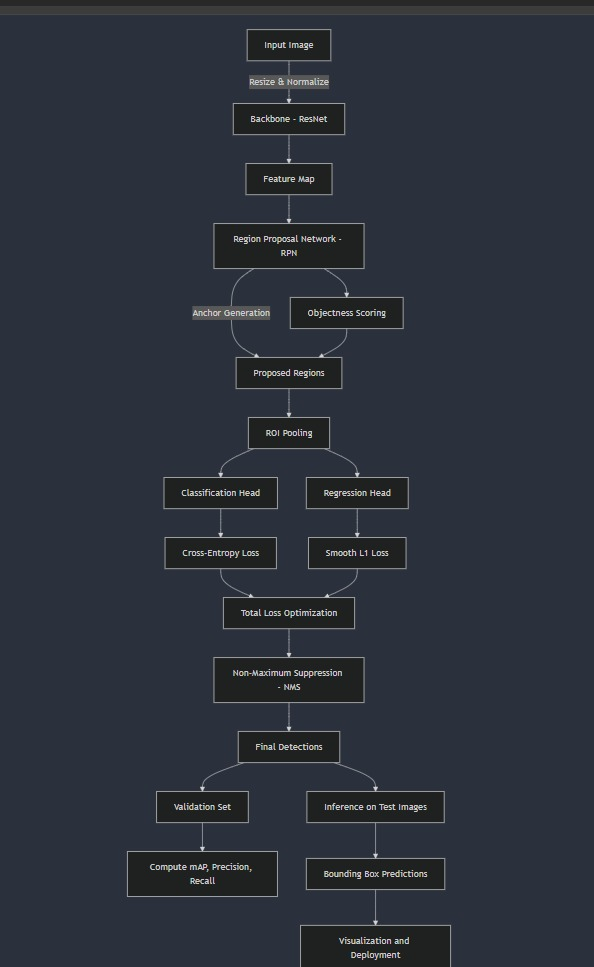 Input Image
Resize & Normalize
Backbone - ResNet
Feature Map
Region Proposal Network -
RPN
Anchor Generation
Objectness Scoring
Proposed Regions
ROI Pooling
Classification Head
Regression Head
Cross-Entropy Loss
Smooth L1 Loss
Total Loss Optimization
Non-Maximum Suppression
- NMS
Final Detections
Validation Set
Inference on Test Images
Compute mAP, Precision,
Recall
Bounding Box Predictions
Visualization and
Deployment